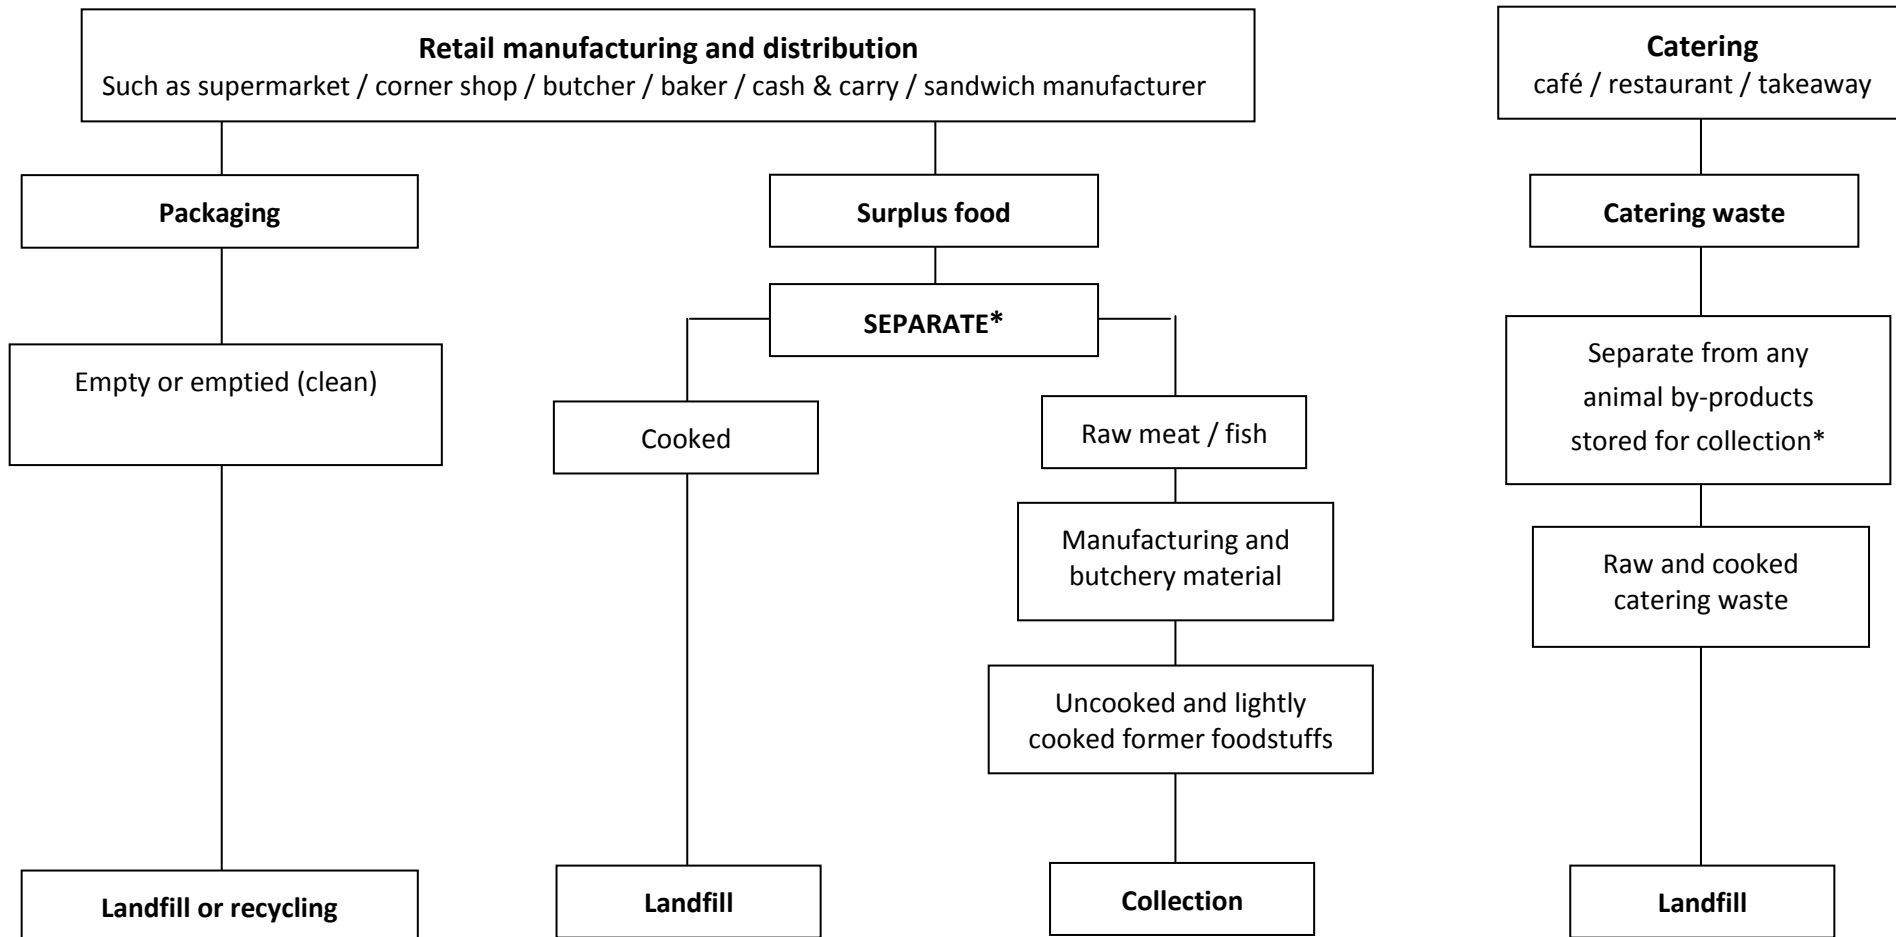 Retail manufacturing and distribution
Such as supermarket / corner shop / butcher / baker / cash & carry / sandwich manufacturer
Catering
café / restaurant / takeaway
Packaging
Surplus food
Catering waste
SEPARATE*
Empty or emptied (clean)
Cooked
Raw meat / fish
Separate from any
animal by-products
stored for collection*
Manufacturing and
butchery material
Raw and cooked
catering waste
Uncooked and lightly
cooked former foodstuffs
Landfill or recycling
Landfill
Collection
Landfill